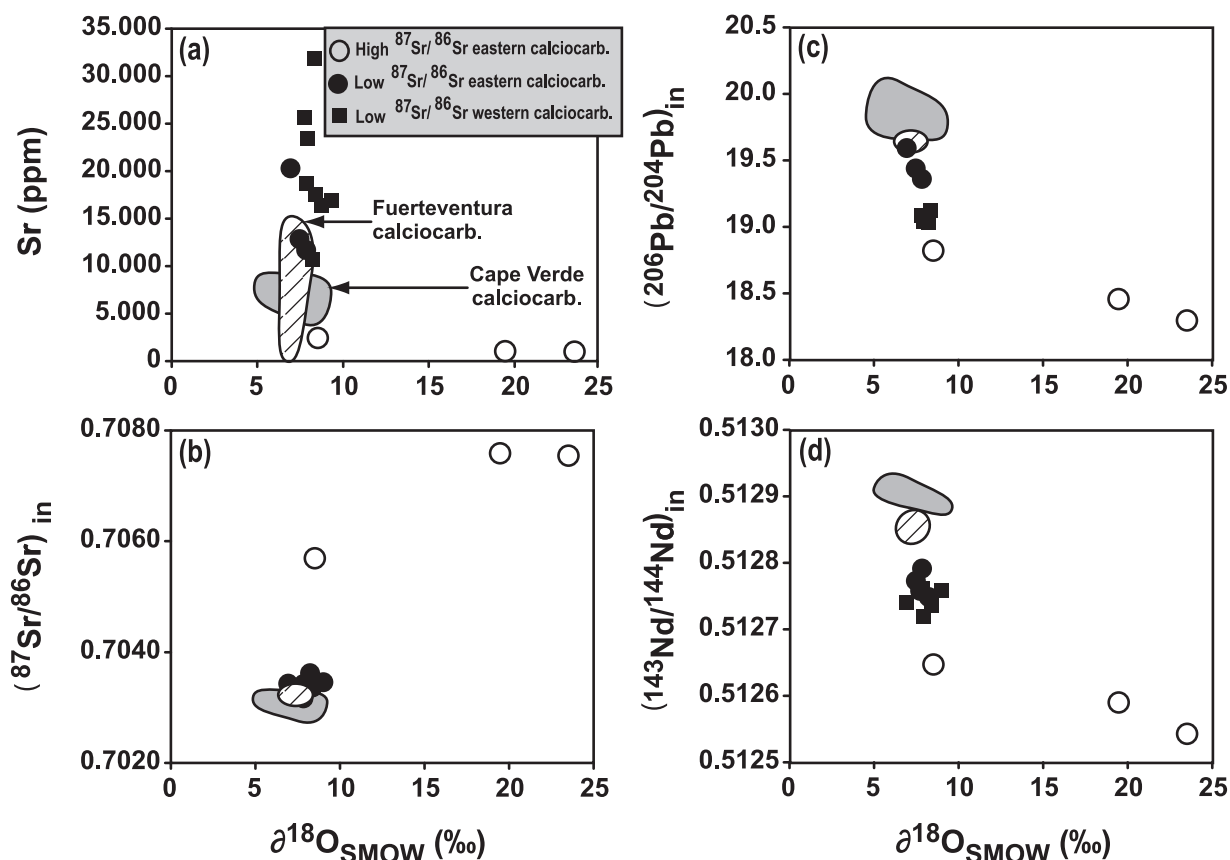 (a)
35.000
30.000
25.000
20.000
15.000
10.000
5.000
0
Sr (ppm)
High 87Sr/86Sr eastern calciocarb.
Low 87Sr/86Sr eastern calciocarb.
Low 87Sr/86Sr western calciocarb.
Fuerteventura
calciocarb.
Cape Verde
calciocarb.
0 5 10 15 20 25
(c)
20.5
20.0
19.5
19.0
18.5
18.0
(206Pb/204Pb)in
0 5 10 15 20 25
(b)
0.7080
0.7060
0.7040
0.7020
(87Sr/86Sr) in
0 5 10 15 20 25
∂18OSMOW (‰)
(d)
0.5130
0.5129
0.5128
0.5127
0.5126
0.5125
(143Nd/144Nd)in
0 5 10 15 20 25
∂18OSMOW (‰)